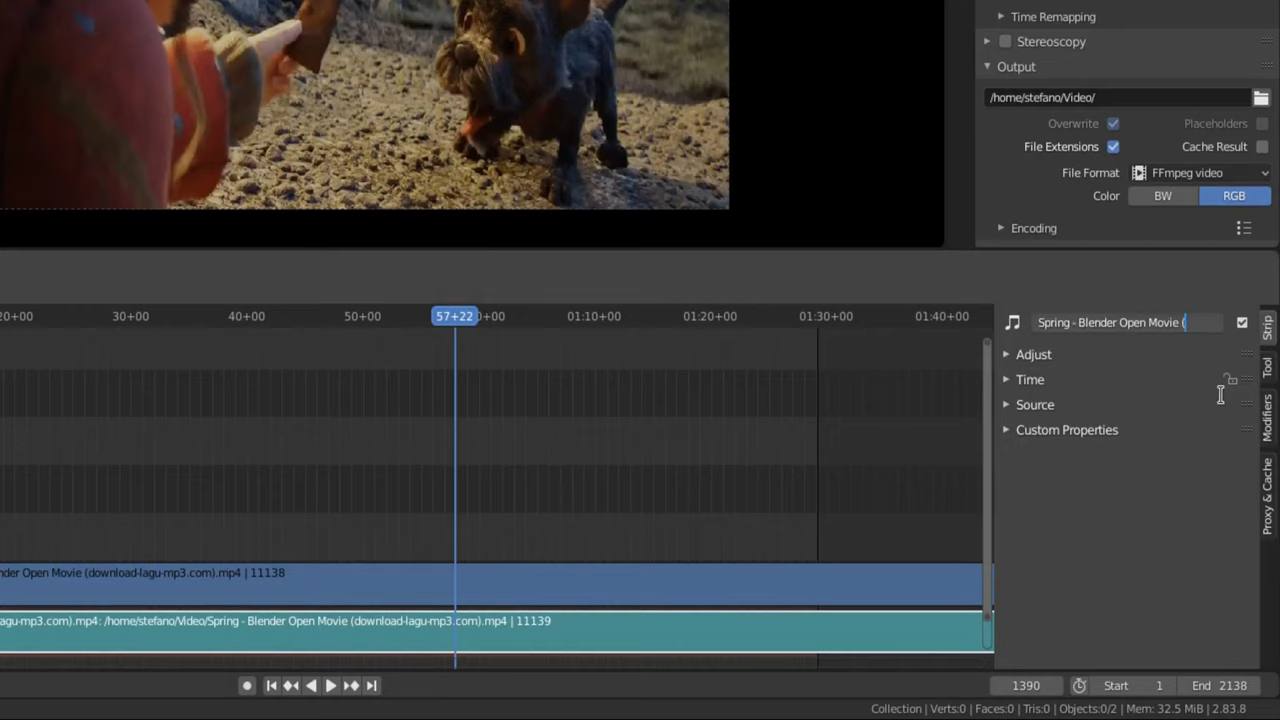 Time Remapping
Stereoscopy
Output
/home/stefano/Video/
Overwrite Placeholders
File Extensions Cache Result
File Format FFmpeg video
Color BW RGB
Encoding
20+00 30+00 40+00 50+00 57+22 0+00 01:10+00 01:20+00 01:30+00 01:40+00
Spring - Blender Open Movie (
Adjust
Time
Source
Custom Properties
Strip
Tool
Modifiers
Proxy & Cache
nder Open Movie (download-lagu-mp3.com).mp4 | 11138
agu-mp3.com).mp4: /home/stefano/Video/Spring - Blender Open Movie (download-lagu-mp3.com).mp4 | 11139
1390 Start 1 End 2138
Collection | Verts:0 | Faces:0 | Tris:0 | Objects:0/2 | Mem: 32.5 MiB | 2.83.8